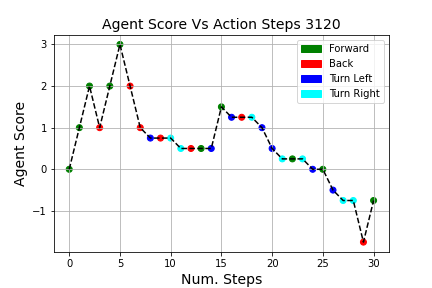 Agent Score Vs Action Steps 3120
Forward
Back
Turn Left
Turn Right
Agent Score
3
2
1
0
−1
0 5 10 15 20 25 30
Num. Steps